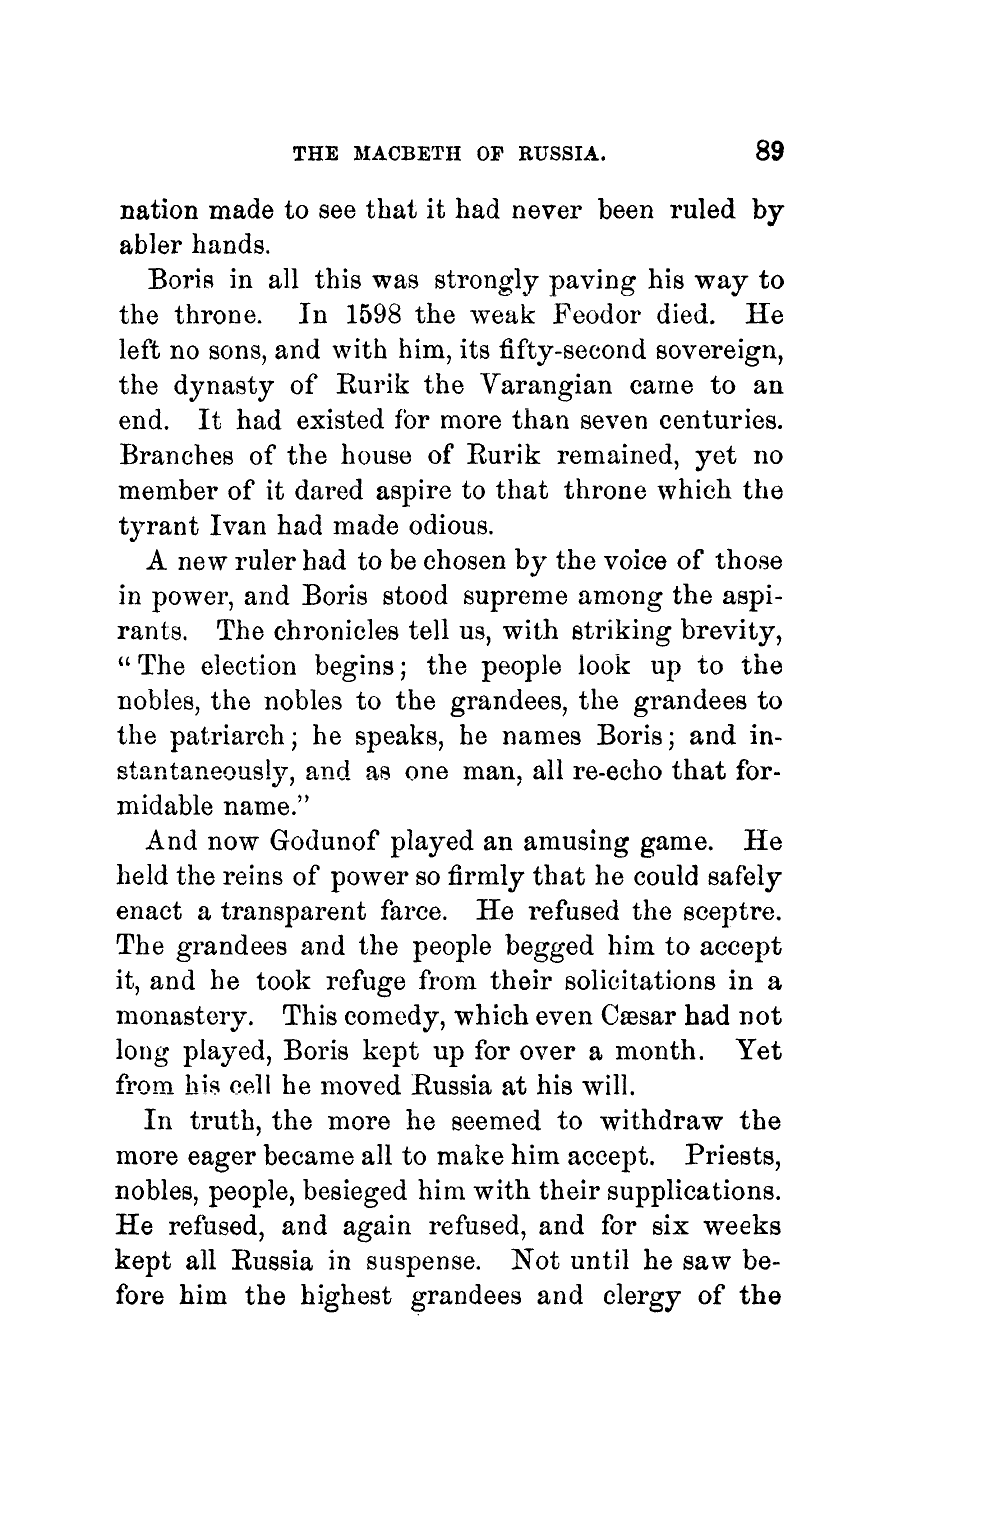 THE MACBETH OF RUSSIA. 89
nation made to see that it had never been ruled by
abler hands.
Boris in all this was strongly paving his way to
the throne. In 1598 the weak Feodor died. He
left no sons, and with him, its fifty-second sovereign,
the dynasty of Rurik the Varangian came to an
end. It had existed for more than seven centuries.
Branches of the house of Rurik remained, yet no
member of it dared aspire to that throne which the
tyrant Ivan had made odious.
A new ruler had to be chosen by the voice of those
in power, and Boris stood supreme among the aspi-
rants. The chronicles tell us, with striking brevity,
“The election begins; the people look up to the
nobles, the nobles to the grandees, the grandees to
the patriarch; he speaks, he names Boris; and in-
stantaneously, and as one man, all re-echo that for-
midable name.”
And now Godunof played an amusing game. He
held the reins of power so firmly that he could safely
enact a transparent farce. He refused the sceptre.
The grandees and the people begged him to accept
it, and he took refuge from their solicitations in a
monastery. This comedy, which even Cæsar had not
long played, Boris kept up for over a month. Yet
from his cell he moved Russia at his will.
In truth, the more he seemed to withdraw the
more eager became all to make him accept. Priests,
nobles, people, besieged him with their supplications.
He refused, and again refused, and for six weeks
kept all Russia in suspense. Not until he saw be-
fore him the highest grandees and clergy of the